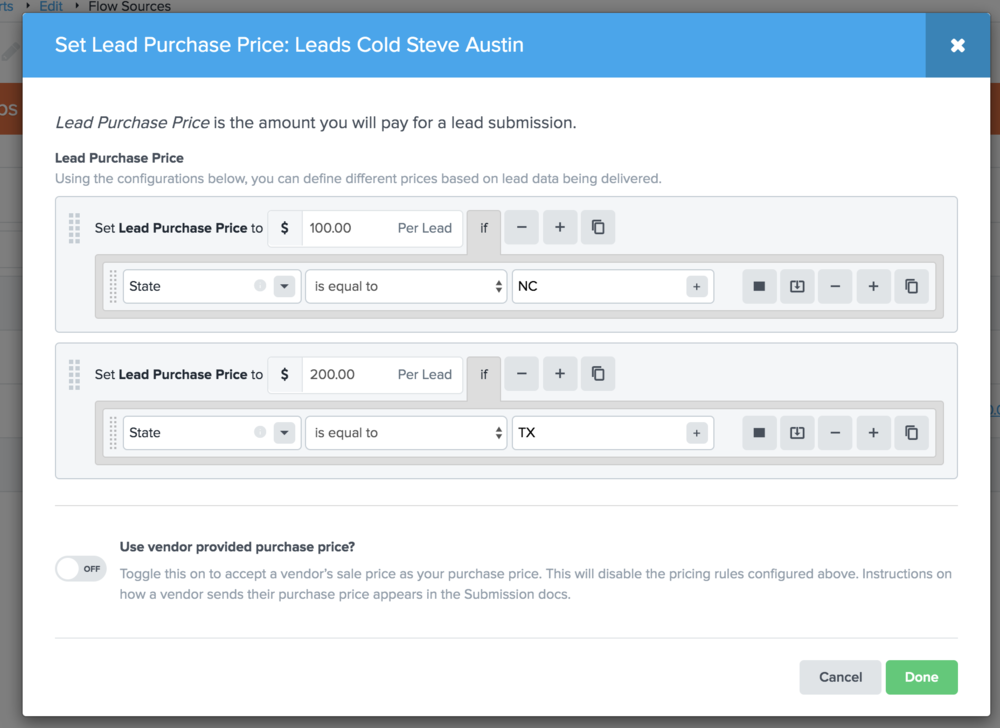 rts › Edit › Flow Sources
Set Lead Purchase Price: Leads Cold Steve Austin
Lead Purchase Price is the amount you will pay for a lead submission.
Lead Purchase Price
Using the configurations below, you can define different prices based on lead data being delivered.
Set Lead Purchase Price to $ 100.00 Per Lead if
State is equal to NC
Set Lead Purchase Price to $ 200.00 Per Lead if
State is equal to TX
Use vendor provided purchase price?
OFF
Toggle this on to accept a vendor's sale price as your purchase price. This will disable the pricing rules configured above. Instructions on
how a vendor sends their purchase price appears in the Submission docs.
Cancel Done